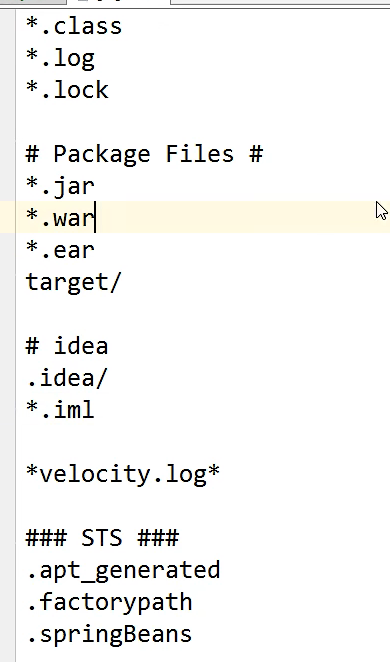 *.class
*.log
*.lock
# Package Files #
*.jar
*.war
*.ear
target/
# idea
.idea/
*.iml
*velocity.log*
### STS ###
.apt_generated
.factorypath
.springBeans